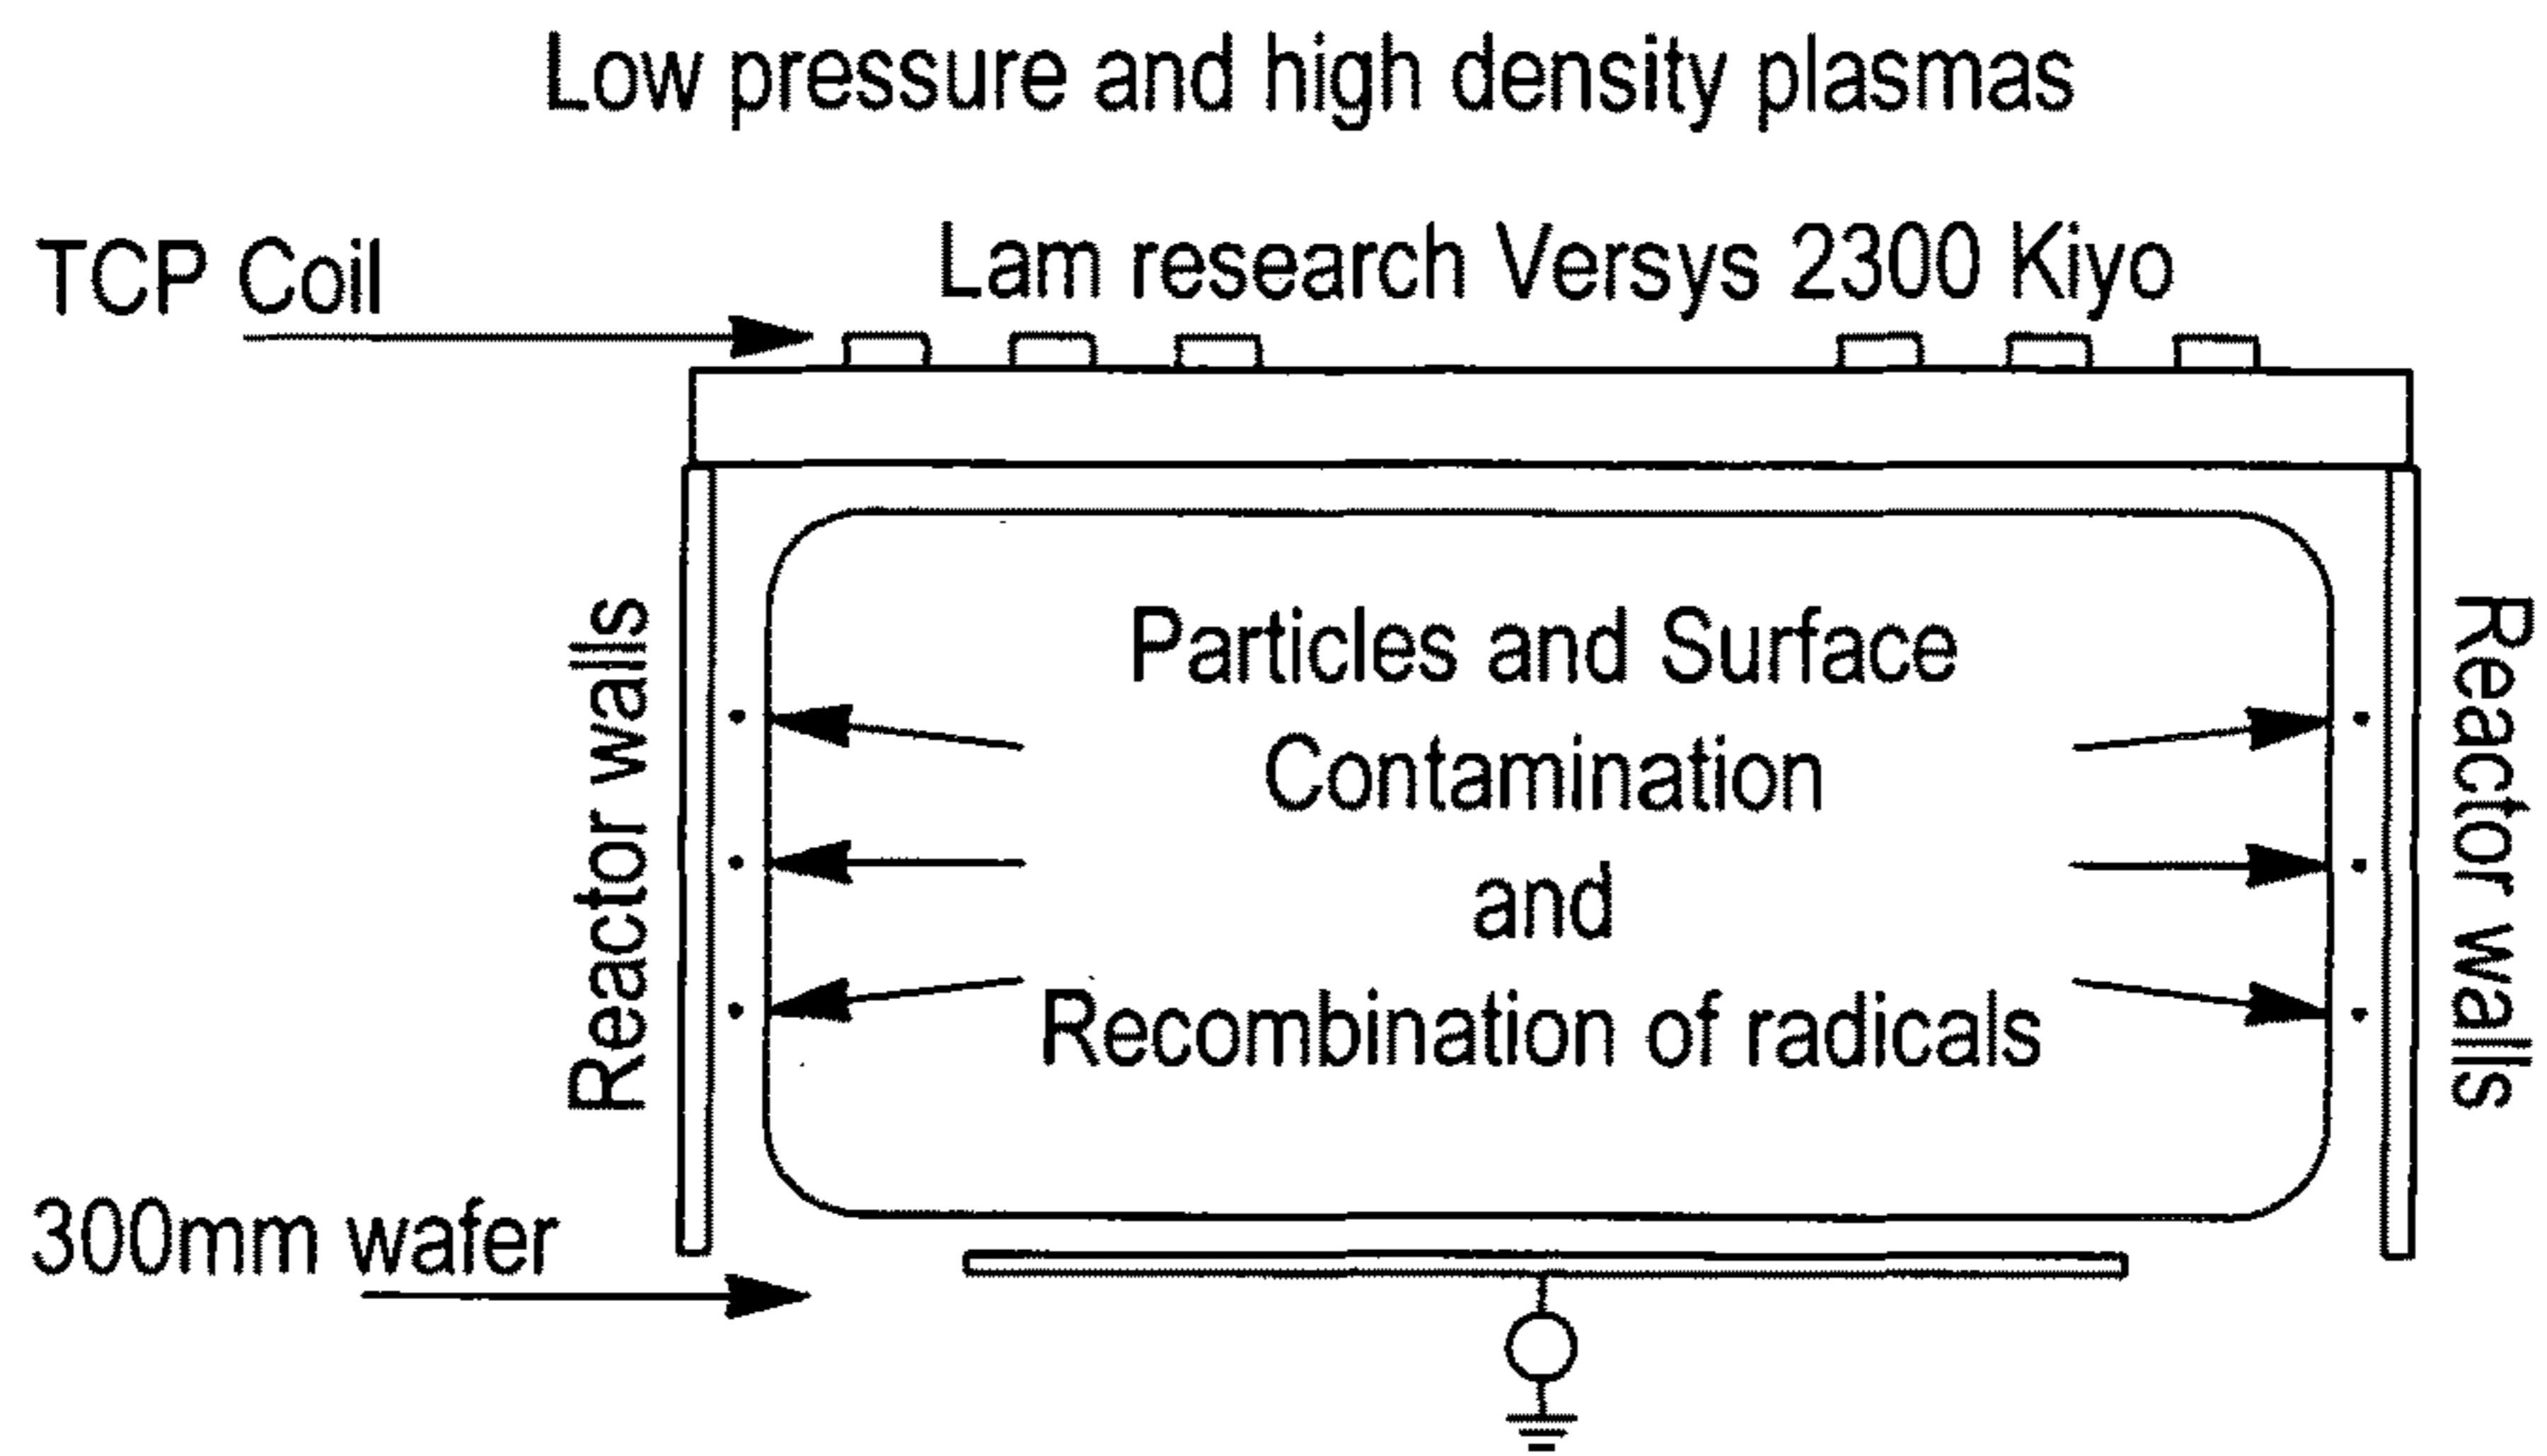 Low pressure and high density plasmas
TCP Coil
Lam research Versys 2300 Kiyo
Reactor walls
Particles and Surface
Contamination
and
Recombination of radicals
Reactor walls
300mm wafer